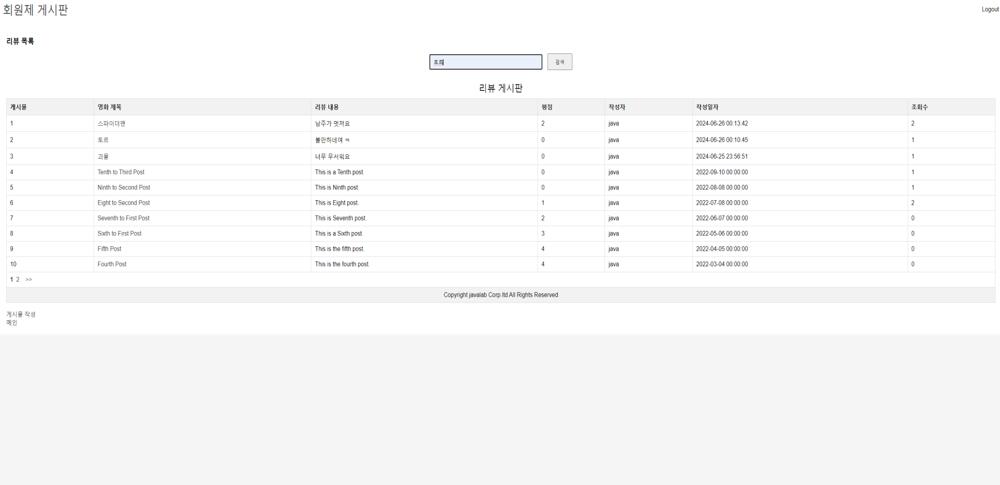 회원제 게시판 Logout
리뷰 목록
토르 검색
리뷰 게시판
게시물 영화 제목 리뷰 내용 평점 작성자 작성일자 조회수
1 스파이더맨 남주가 멋져요 2 java 2024-06-26 00:13:42 2
2 토르 볼만하네여 ㅋ 0 java 2024-06-26 00:10:45 1
3 괴물 너무 무서워요 0 java 2024-06-25 23:56:51 1
4 Tenth to Third Post This is a Tenth post. 0 java 2022-09-10 00:00:00 1
5 Ninth to Second Post This is Ninth post. 0 java 2022-08-08 00:00:00 1
6 Eight to Second Post This is Eight post. 1 java 2022-07-08 00:00:00 2
7 Seventh to First Post This is Seventh post. 2 java 2022-06-07 00:00:00 0
8 Sixth to First Post This is a Sixth post. 3 java 2022-05-06 00:00:00 0
9 Fifth Post This is the fifth post. 4 java 2022-04-05 00:00:00 0
10 Fourth Post This is the fourth post. 4 java 2022-03-04 00:00:00 0
1 2 >>
Copyright javalab Corp.ltd All Rights Reserved
게시물 작성
메인